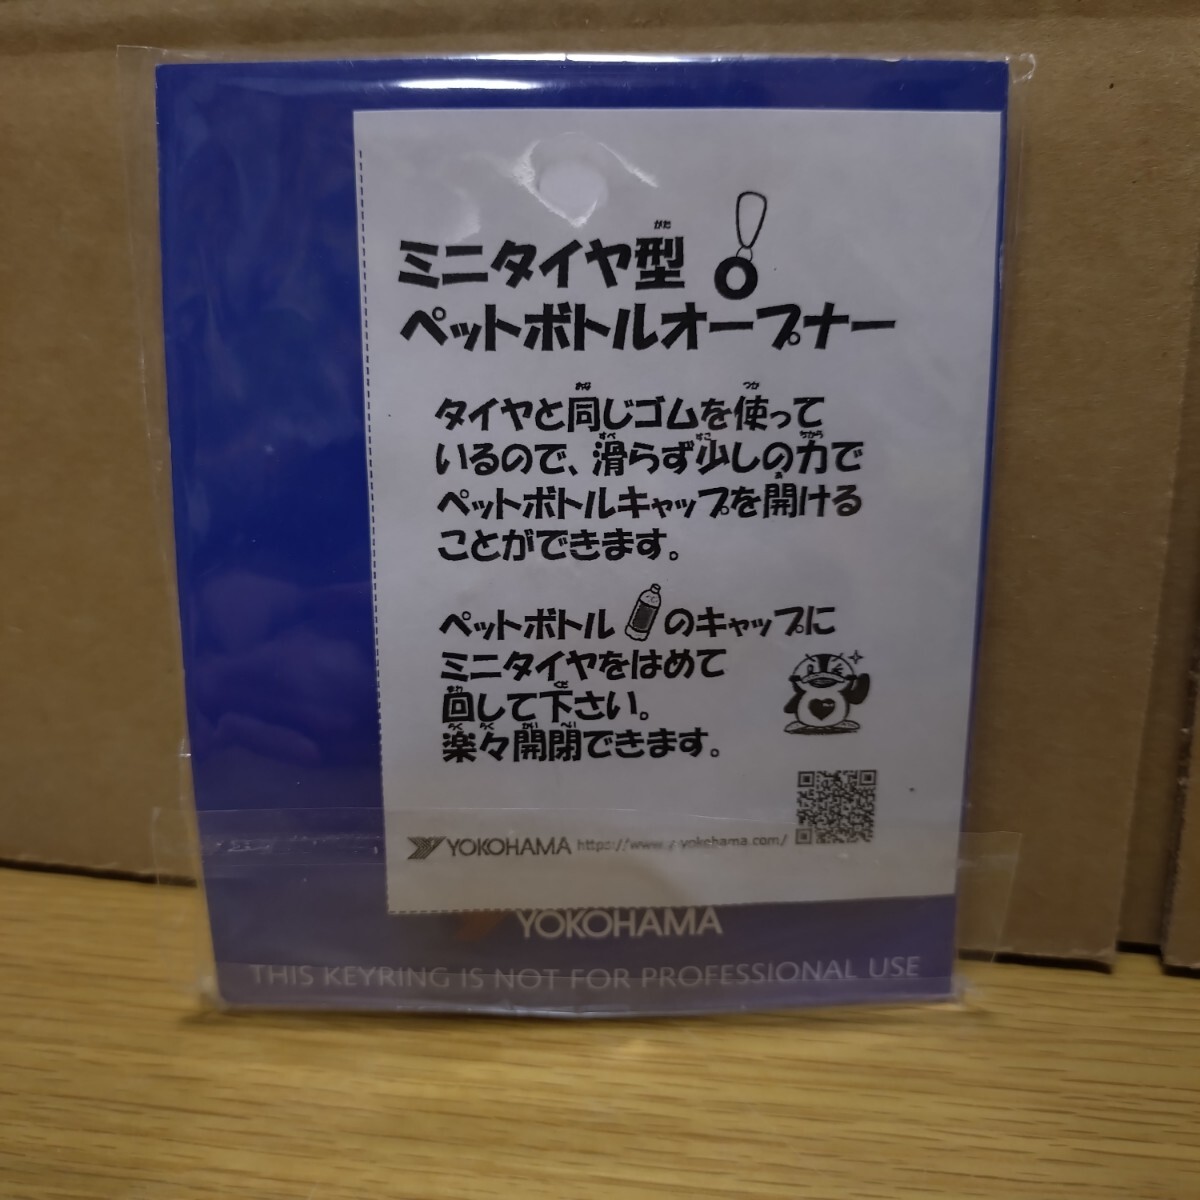 ミニタイヤ型
ペットボトルオープナー
タイヤと同じゴムを使って
いるので、滑らず少しの力で
ペットボトルキャップを開ける
ことができます。
ペットボトルのキャップに
ミニタイヤをはめて
回して下さい。
楽々開閉できます。
YOKOHAMA https://www.y-yokohama.com/
YOKOHAMA
THIS KEYRING IS NOT FOR PROFESSIONAL USE